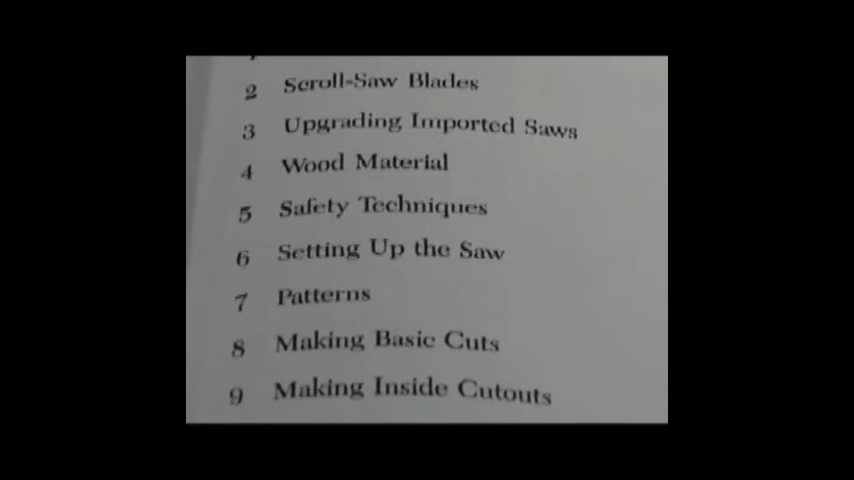 2 Scroll-Saw Blades
3 Upgrading Imported Saws
4 Wood Material
5 Safety Techniques
6 Setting Up the Saw
7 Patterns
8 Making Basic Cuts
9 Making Inside Cutouts